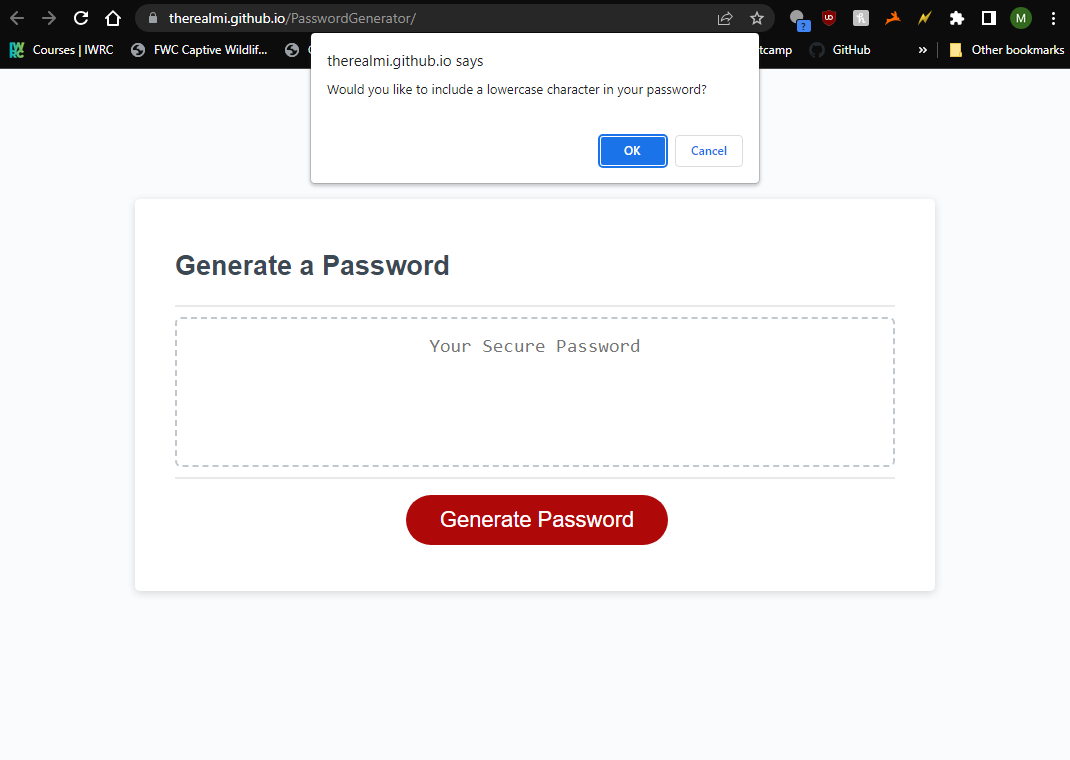 therealmi.github.io/PasswordGenerator/
UD
?
M
Courses | IWRC
FWC Captive Wildlif...
tcamp
GitHub
»
Other bookmarks
therealmi.github.io says
Would you like to include a lowercase character in your password?
OK
Cancel
Generate a Password
Your Secure Password
Generate Password